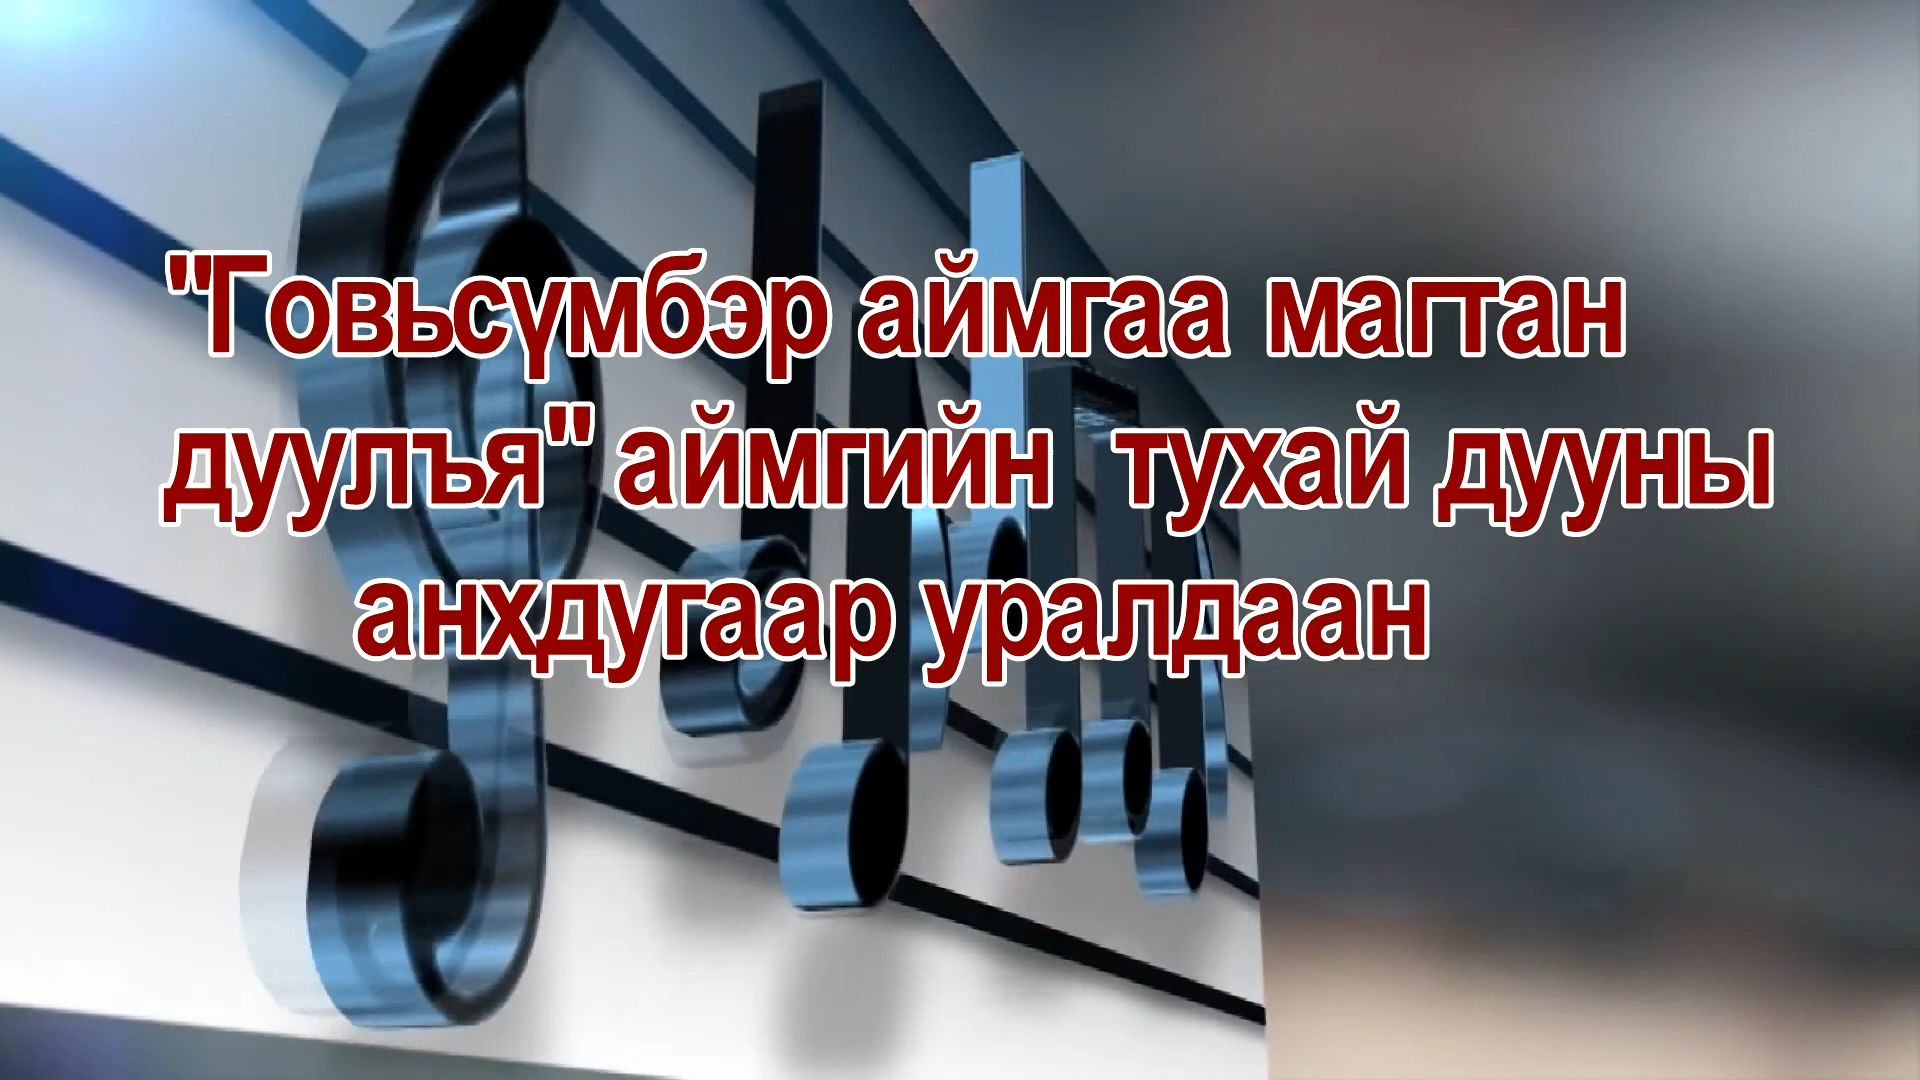 "Говьсүмбэр аймгаа магтан
дуулъя" аймгийн тухай дууны
анхдугаар уралдаан